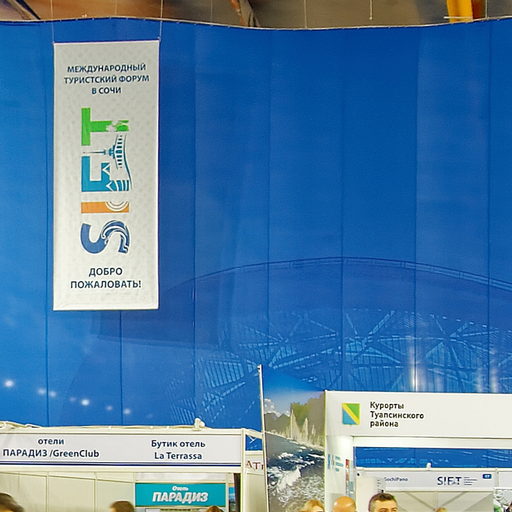 МЕЖДУНАРОДНЫЙ
ТУРИСТСКИЙ ФОРУМ
В СОЧИ
SIFT
ДОБРО
ПОЖАЛОВАТЬ!
Курорты
Туапсинского
района
отели
ПАРАДИЗ /GreenClub
Бутик отель
La Terrassa
Отель
ПАРАДИЗ
SochiPano
SIFT